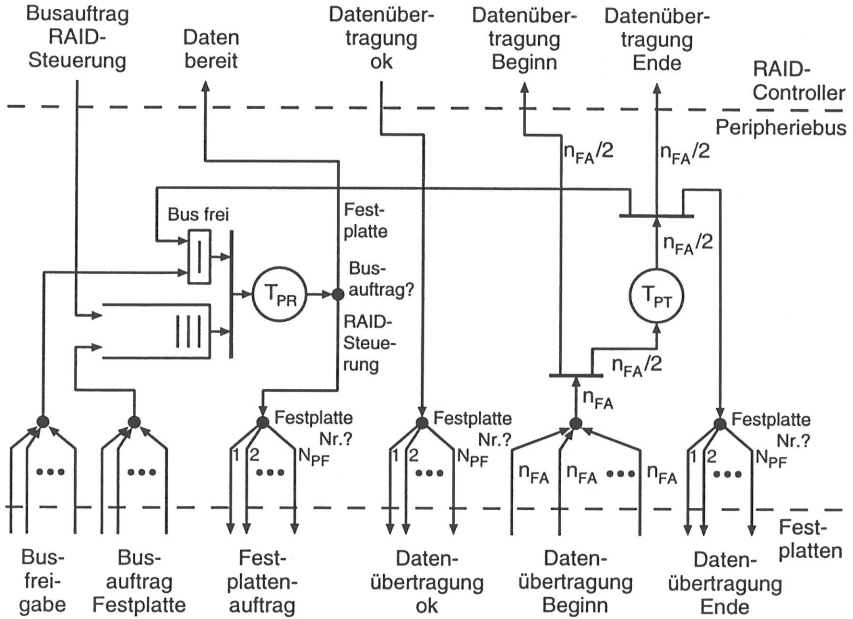 Busauftrag
RAID-
Steuerung
Daten
bereit
Datenüber-
tragung
ok
Datenüber-
tragung
Beginn
Datenüber-
tragung
Ende
RAID-
Controller
Peripheriebus
n_FA/2
n_FA/2
Bus frei
Fest-
platte
n_FA/2
T_PR
Bus-
auftrag?
T_PT
RAID-
Steue-
rung
n_FA/2
n_FA
Festplatte
Nr.?
1 2 N_PF
Festplatte
Nr.?
1 2 N_PF
n_FA n_FA n_FA
Festplatte
Nr.?
1 2 N_PF
Fest-
platten
Bus-
frei-
gabe
Bus-
auftrag
Festplatte
Fest-
platten-
auftrag
Daten-
übertragung
ok
Daten-
übertragung
Beginn
Daten-
übertragung
Ende